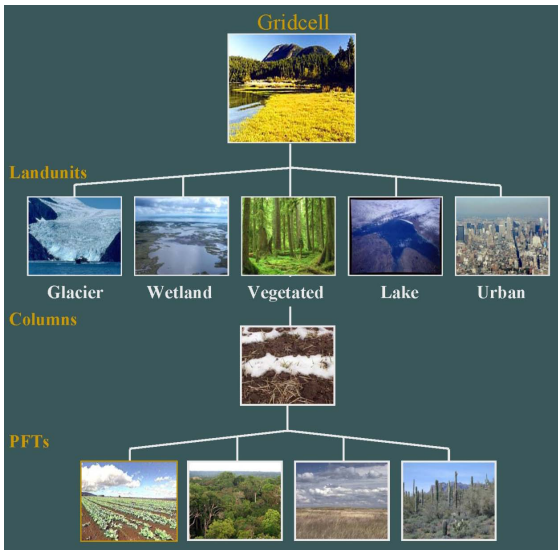 Gridcell
Landunits
Glacier
Wetland
Vegetated
Lake
Urban
Columns
PFTs